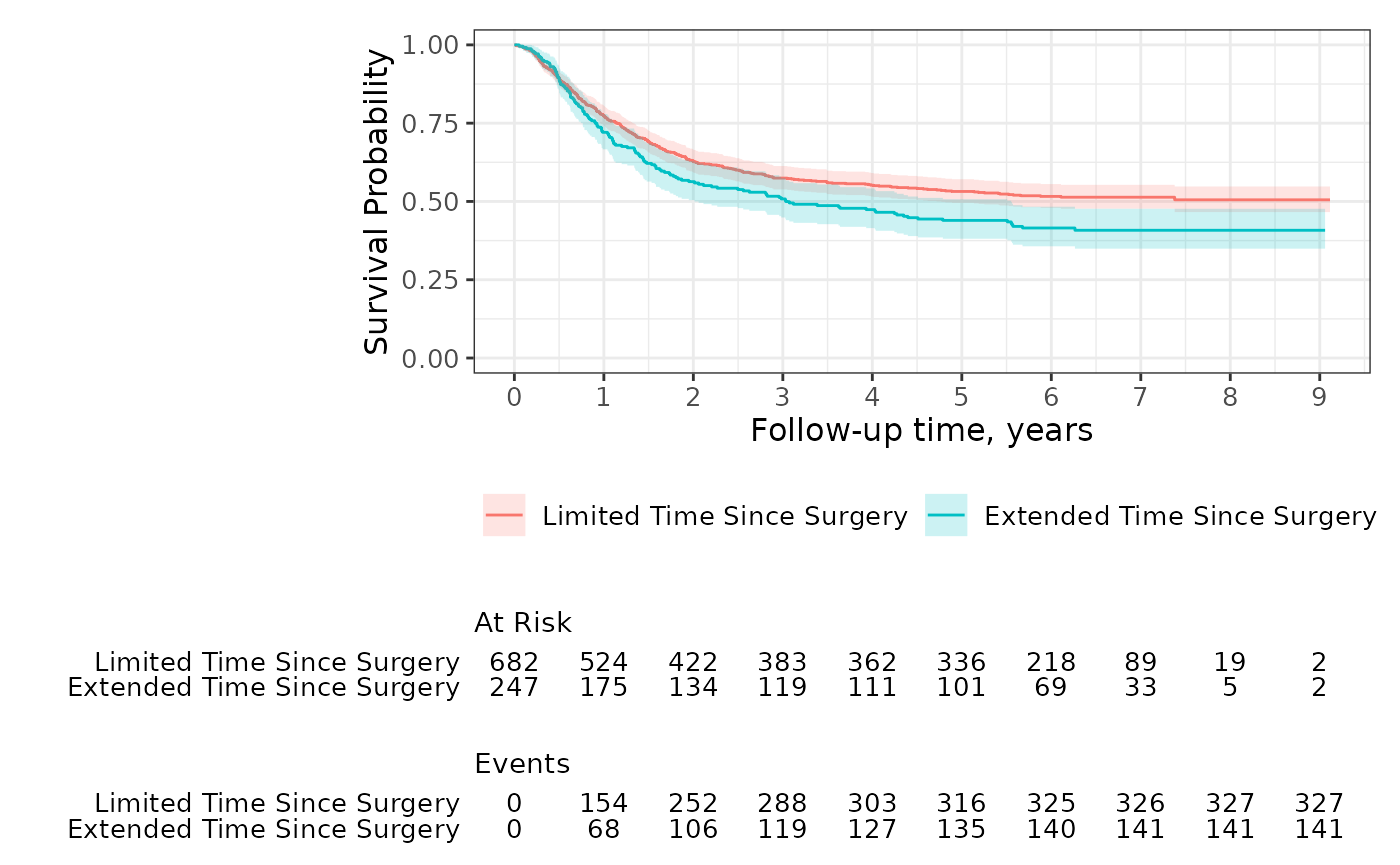 Survival Probability
1.00
0.75
0.50
0.25
0.00
0 1 2 3 4 5 6 7 8 9
Follow-up time, years
Limited Time Since Surgery Extended Time Since Surgery
At Risk
Limited Time Since Surgery 682 524 422 383 362 336 218 89 19 2
Extended Time Since Surgery 247 175 134 119 111 101 69 33 5 2
Events
Limited Time Since Surgery 0 154 252 288 303 316 325 326 327 327
Extended Time Since Surgery 0 68 106 119 127 135 140 141 141 141